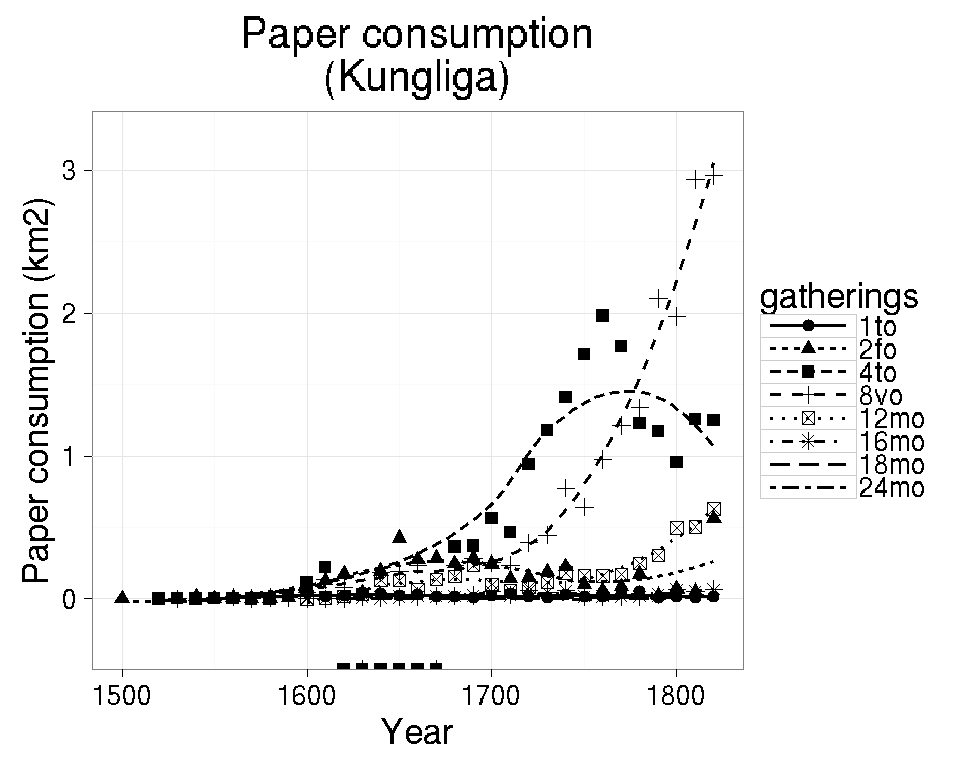 Paper consumption
(Kungliga)
Paper consumption (km2)
3
2
1
0
1500 1600 1700 1800
Year
gatherings
1to
2fo
4to
8vo
12mo
16mo
18mo
24mo